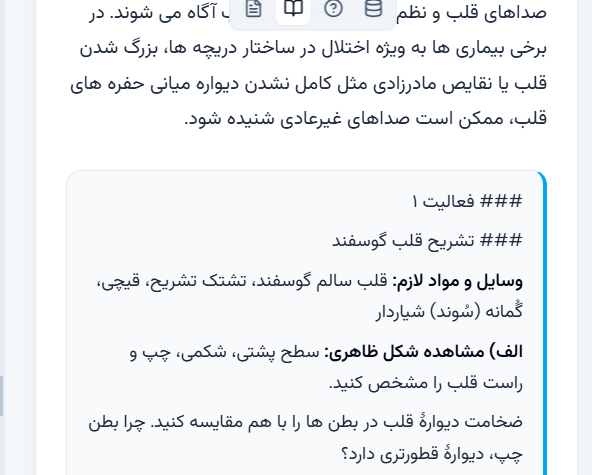 صداهای قلب و نظم آگاه می شوند. در
برخی بیماری ها به ویژه اختلال در ساختار دریچه ها، بزرگ شدن
قلب یا نقایص مادرزادی مثل کامل نشدن دیواره میانی حفره های
قلب، ممکن است صداهای غیرعادی شنیده شود.
### فعالیت ۱
### تشریح قلب گوسفند
وسایل و مواد لازم: قلب سالم گوسفند، تشتک تشریح، قیچی،
گُمانه (سُوند) شیاردار
الف) مشاهده شکل ظاهری: سطح پشتی، شکمی، چپ و
راست قلب را مشخص کنید.
ضخامت دیوارهٔ قلب در بطن ها را با هم مقایسه کنید. چرا بطن
چپ، دیوارهٔ قطورتری دارد؟